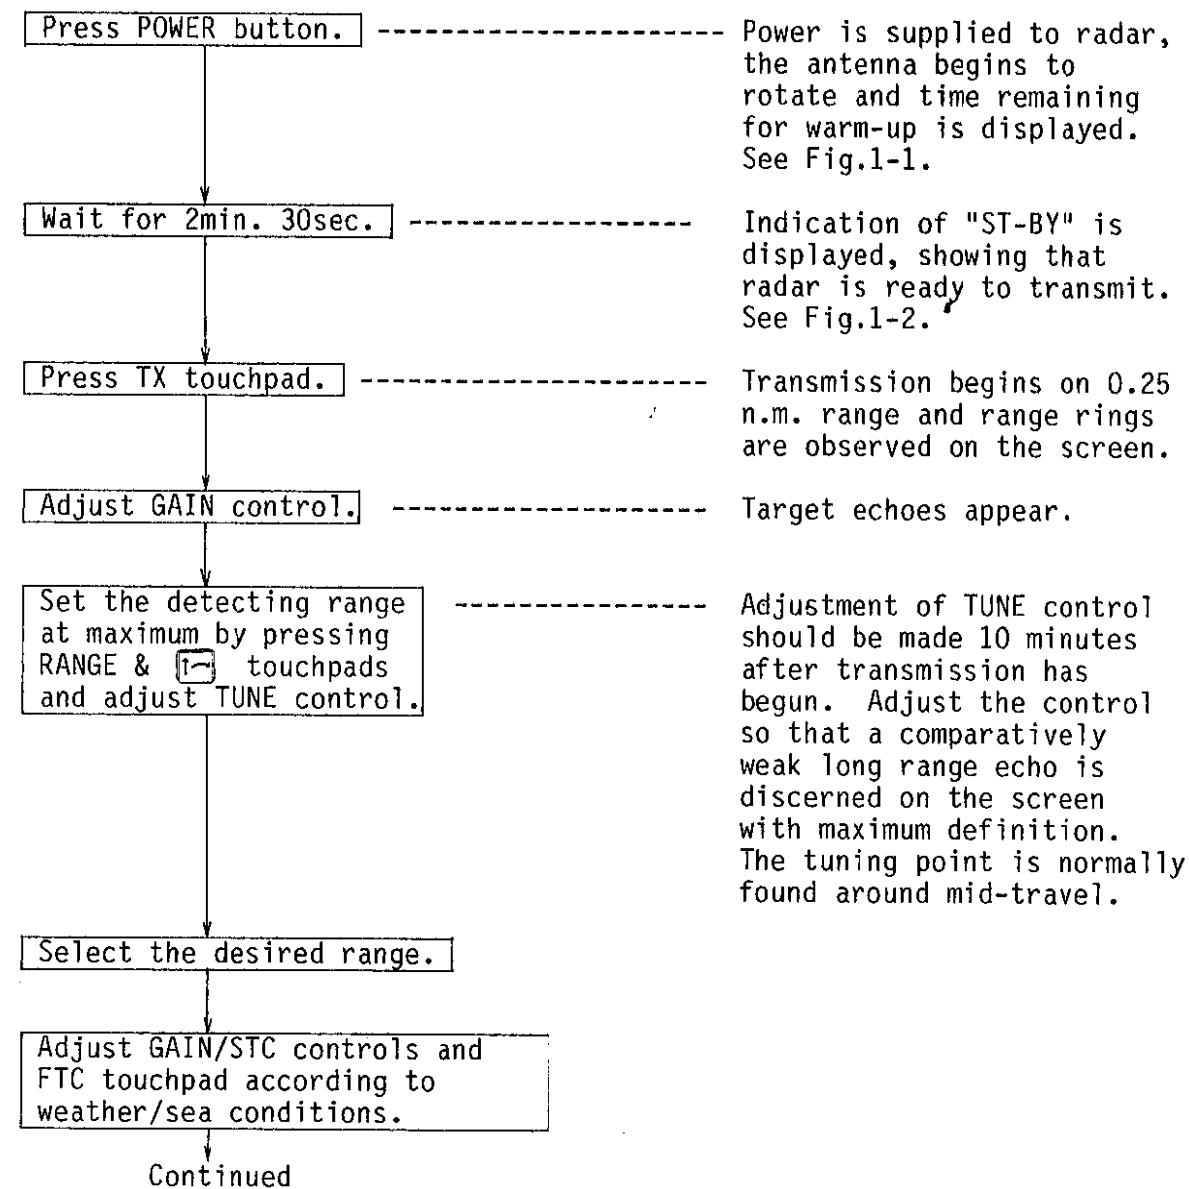 Press POWER button.
Power is supplied to radar,
the antenna begins to
rotate and time remaining
for warm-up is displayed.
See Fig.1-1.
Wait for 2min. 30sec.
Indication of "ST-BY" is
displayed, showing that
radar is ready to transmit.
See Fig.1-2.
Press TX touchpad.
Transmission begins on 0.25
n.m. range and range rings
are observed on the screen.
Adjust GAIN control.
Target echoes appear.
Set the detecting range
at maximum by pressing
RANGE & touchpads
and adjust TUNE control.
Adjustment of TUNE control
should be made 10 minutes
after transmission has
begun. Adjust the control
so that a comparatively
weak long range echo is
discerned on the screen
with maximum definition.
The tuning point is normally
found around mid-travel.
Select the desired range.
Adjust GAIN/STC controls and
FTC touchpad according to
weather/sea conditions.
Continued